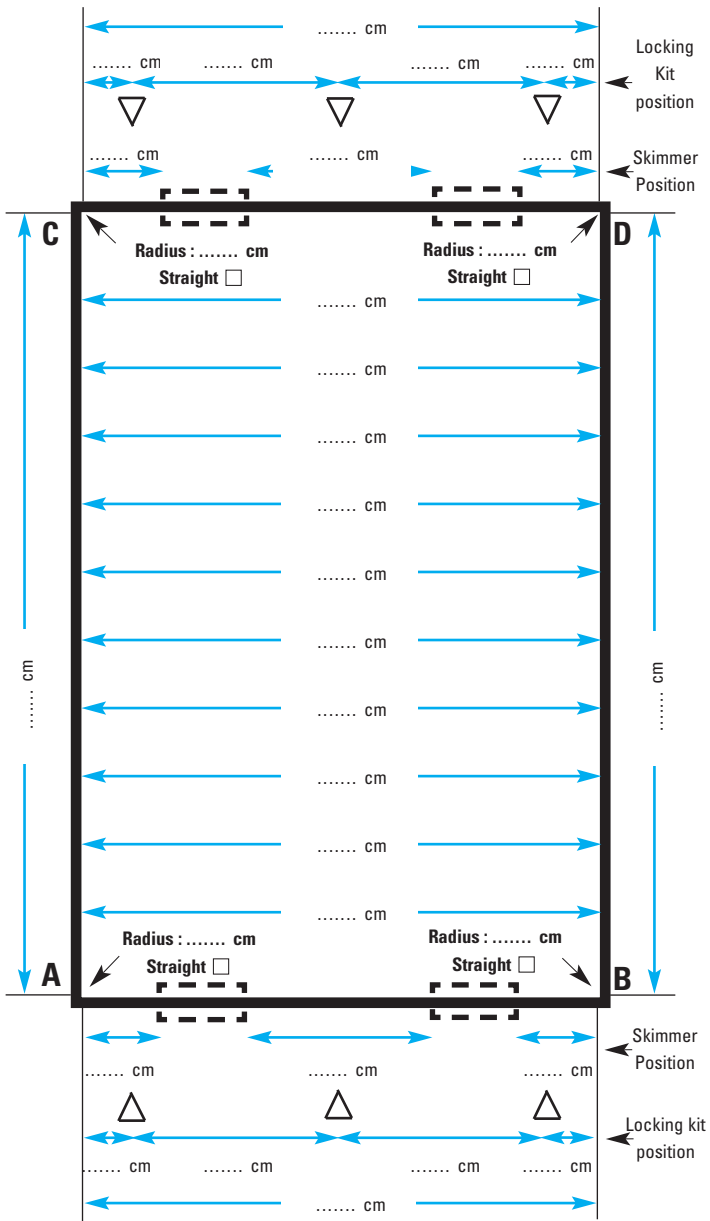 ....... cm
....... cm ....... cm ....... cm ....... cm
Locking
Kit
position
....... cm ....... cm ....... cm
Skimmer
Position
C D
Radius : ....... cm Radius : ....... cm
Straight □ Straight □
....... cm
....... cm
....... cm
....... cm
....... cm
....... cm
....... cm
....... cm
....... cm
....... cm
....... cm
....... cm
Radius : ....... cm Radius : ....... cm
Straight □ Straight □
A B
Skimmer
Position
....... cm ....... cm ....... cm
Locking kit
position
....... cm ....... cm ....... cm ....... cm
....... cm